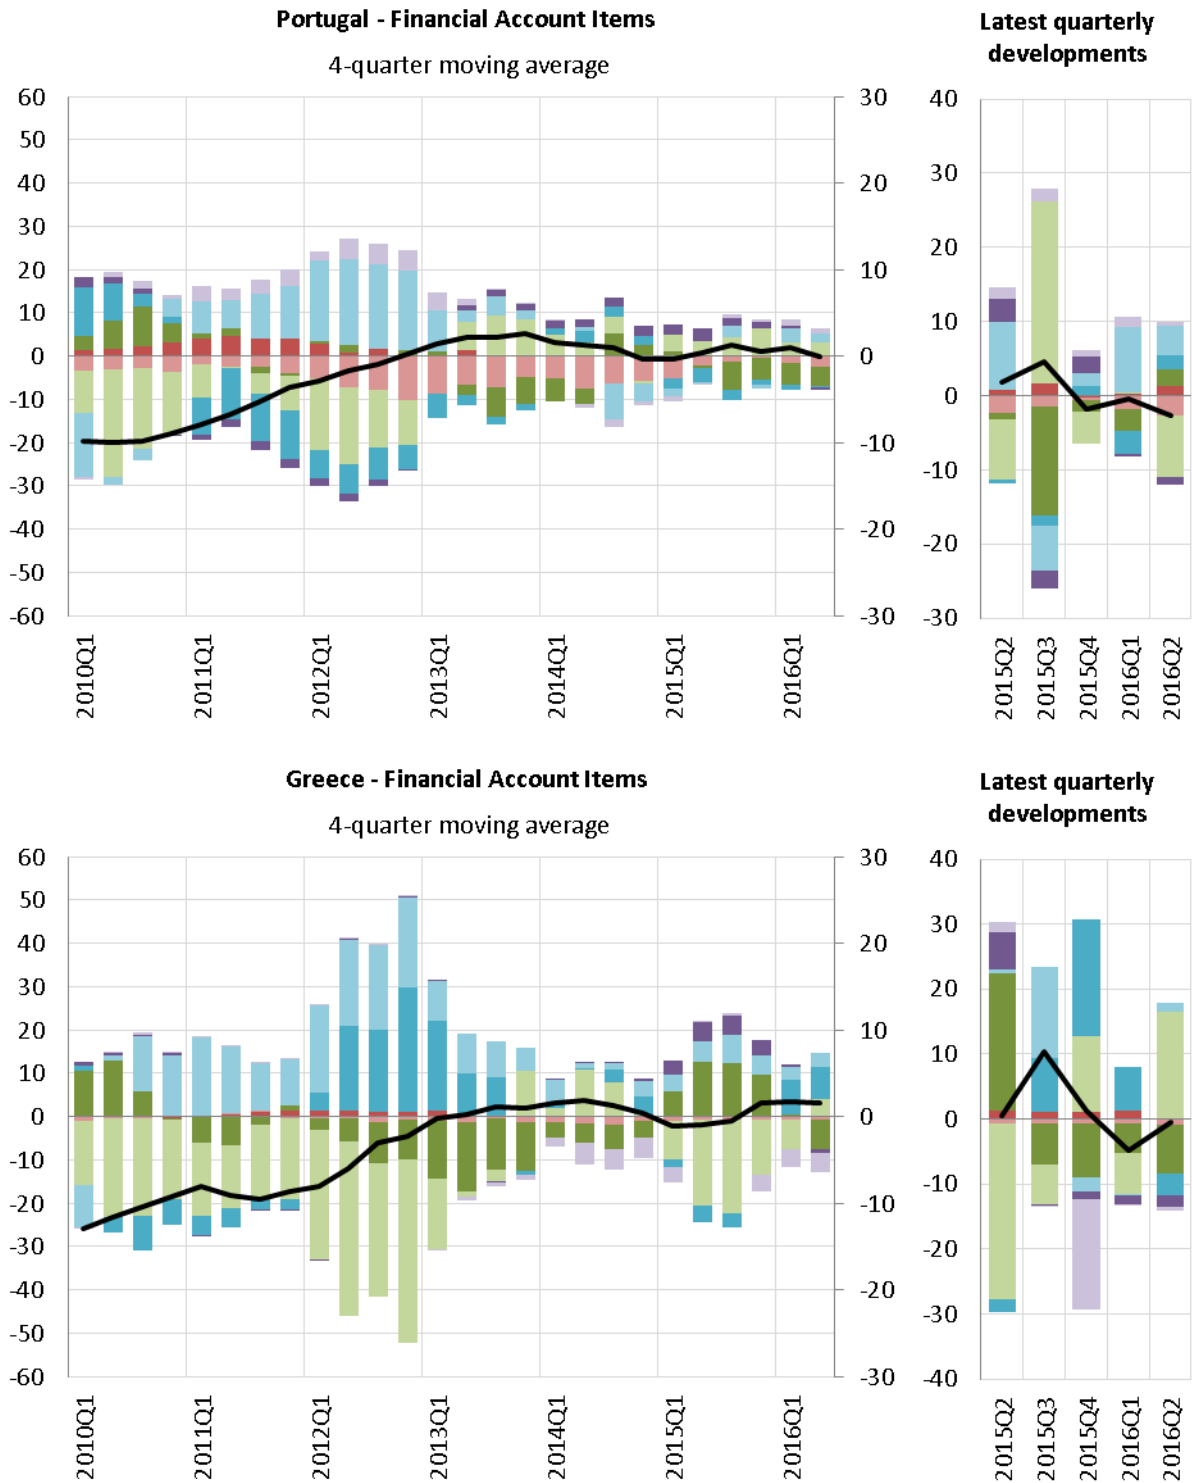 Portugal - Financial Account Items
4-quarter moving average
60
50
40
30
20
10
0
-10
-20
-30
-40
-50
-60
30
20
10
0
-10
-20
-30
2010Q1
2011Q1
2012Q1
2013Q1
2014Q1
2015Q1
2016Q1
Latest quarterly
developments
40
30
20
10
0
-10
-20
-30
2015Q2
2015Q3
2015Q4
2016Q1
2016Q2
Greece - Financial Account Items
4-quarter moving average
60
50
40
30
20
10
0
-10
-20
-30
-40
-50
-60
30
20
10
0
-10
-20
-30
2010Q1
2011Q1
2012Q1
2013Q1
2014Q1
2015Q1
2016Q1
Latest quarterly
developments
40
30
20
10
0
-10
-20
-30
-40
2015Q2
2015Q3
2015Q4
2016Q1
2016Q2